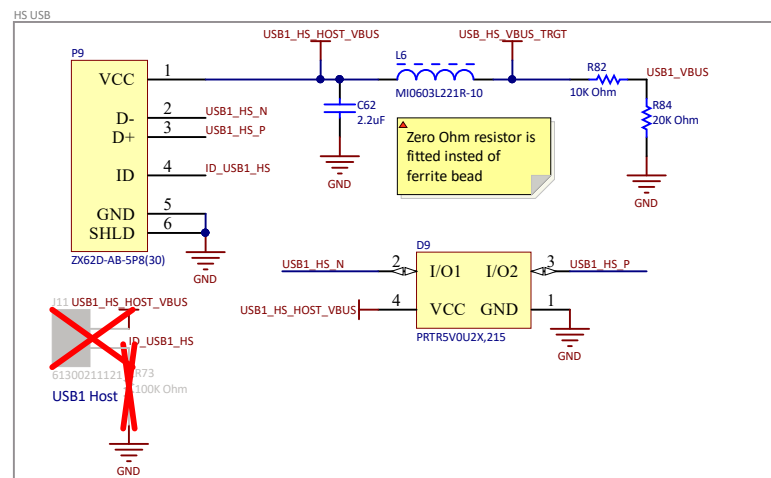 HS USB
P9
VCC
D-
D+
ID
GND
SHLD
1
2
3
4
5
6
USB1_HS_N
USB1_HS_P
ID_USB1_HS
ZX62D-AB-5P8(30)
GND
USB1_HS_HOST_VBUS
L6
MI0603L221R-10
USB_HS_VBUS_TRGT
C62
2.2uF
GND
R82
10K Ohm
USB1_VBUS
R84
20K Ohm
GND
Zero Ohm resistor is
fitted insted of
ferrite bead
D9
USB1_HS_N
2
I/O1
I/O2
3
USB1_HS_P
USB1_HS_HOST_VBUS
4
VCC
GND
1
PRTR5V0U2X,215
GND
J11
USB1_HS_HOST_VBUS
ID_USB1_HS
61300211121
R73
100K Ohm
USB1 Host
GND